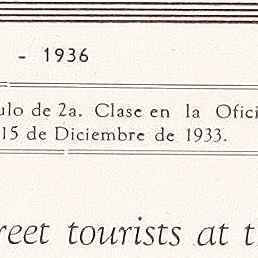 - 1936
ulo de 2a. Clase en la Ofici
15 de Diciembre de 1933.
reet tourists at t